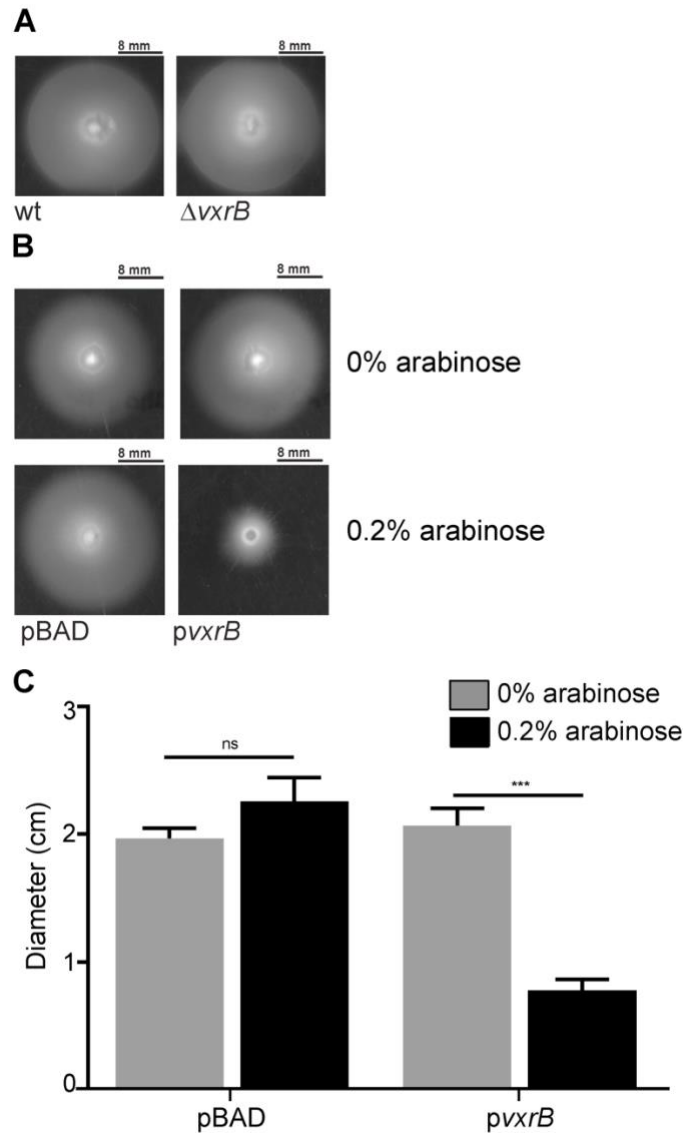 A
8 mm 8 mm
wt ΔvxrB
B
8 mm 8 mm
0% arabinose
8 mm 8 mm
0.2% arabinose
pBAD pvxrB
C
0% arabinose
0.2% arabinose
3
ns
***
2
Diameter (cm)
1
0
pBAD pvxrB